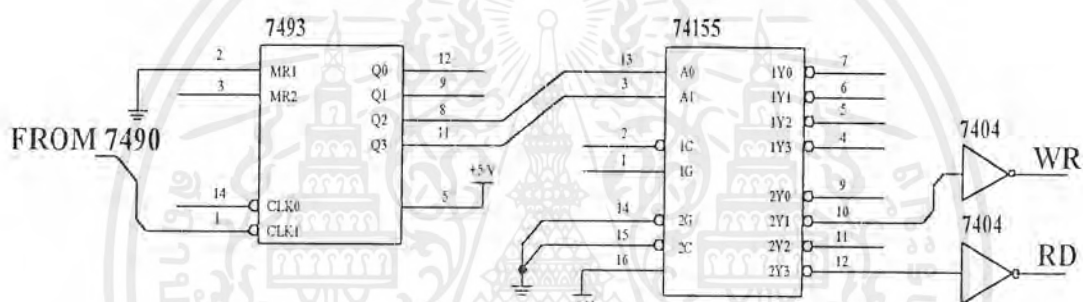 7493
74155
2
MR1
Q0
12
3
MR2
Q1
9
Q2
8
Q3
11
FROM 7490
+5V
14
CLK0
5
1
CLK1
13
A0
1Y0
7
3
A1
1Y1
6
1Y2
5
2
1C
1Y3
4
1
1G
2Y0
9
14
2G
2Y1
10
15
2C
2Y2
11
16
2Y3
12
7404
WR
7404
RD